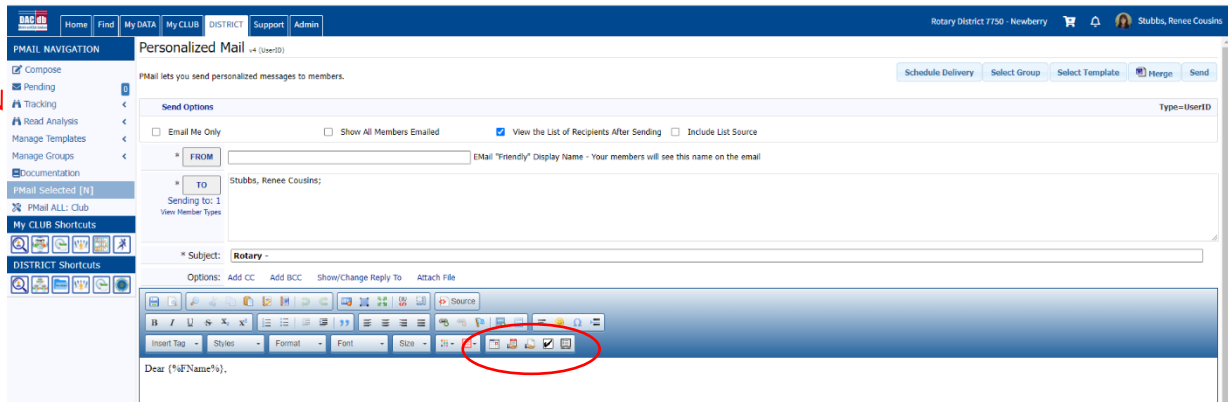 DACdb
Home Find My DATA My CLUB DISTRICT Support Admin
Rotary District 7750 - Newberry Stubbs, Renee Cousins
PMAIL NAVIGATION
Personalized Mail v4 (UserID)
Compose
PMail lets you send personalized messages to members.
Schedule Delivery Select Group Select Template Merge Send
Pending 0
Tracking
Send Options Type=UserID
Read Analysis
Email Me Only Show All Members Emailed View the List of Recipients After Sending Include List Source
Manage Templates
Manage Groups
* FROM EMail "Friendly" Display Name - Your members will see this name on the email
Documentation
* TO Stubbs, Renee Cousins;
PMail Selected [N]
Sending to: 1
PMail ALL: Club
View Member Types
My CLUB Shortcuts
* Subject: Rotary -
DISTRICT Shortcuts
Options: Add CC Add BCC Show/Change Reply To Attach File
Source
B I U S X₂ X²
Insert Tag Styles Format Font Size
Dear {%FName%},